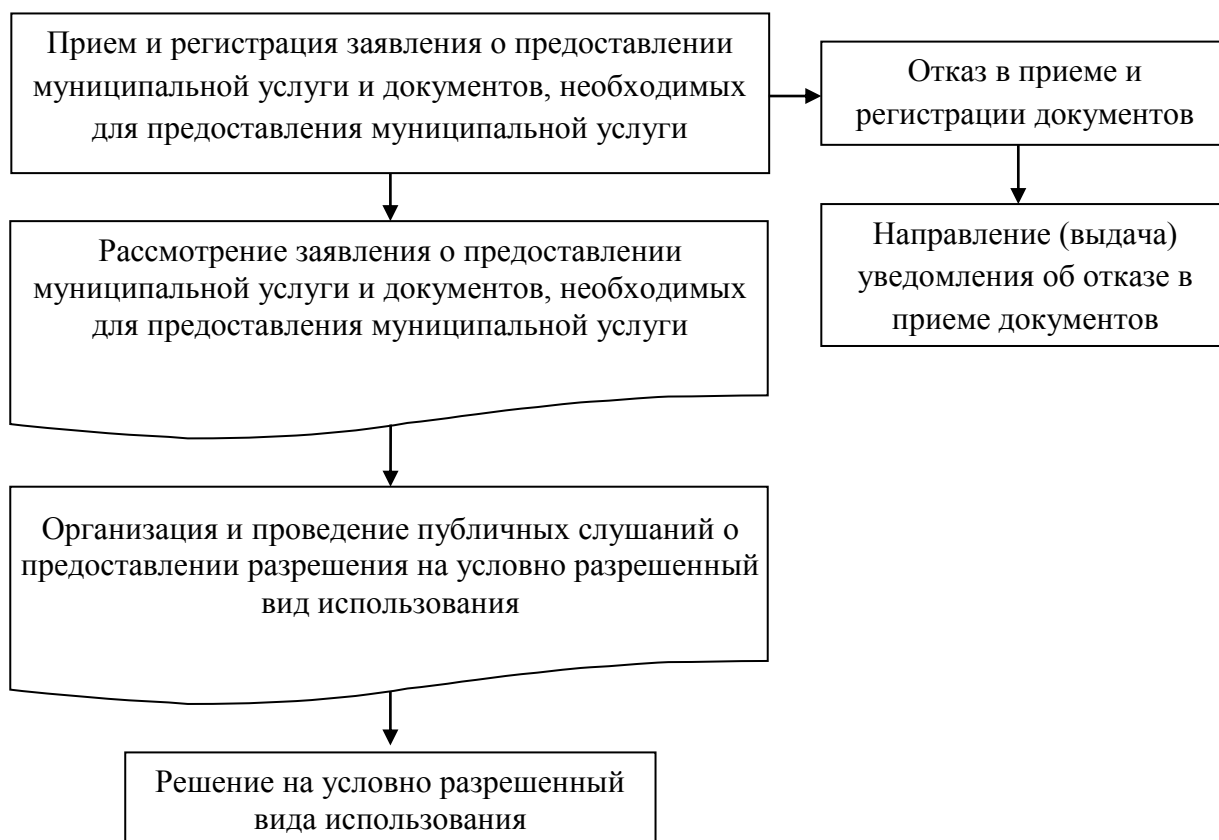 Прием и регистрация заявления о предоставлении
муниципальной услуги и документов, необходимых
для предоставления муниципальной услуги
Отказ в приеме и
регистрации документов
Направление (выдача)
уведомления об отказе в
приеме документов
Рассмотрение заявления о предоставлении
муниципальной услуги и документов, необходимых
для предоставления муниципальной услуги
Организация и проведение публичных слушаний о
предоставлении разрешения на условно разрешенный
вид использования
Решение на условно разрешенный
вида использования